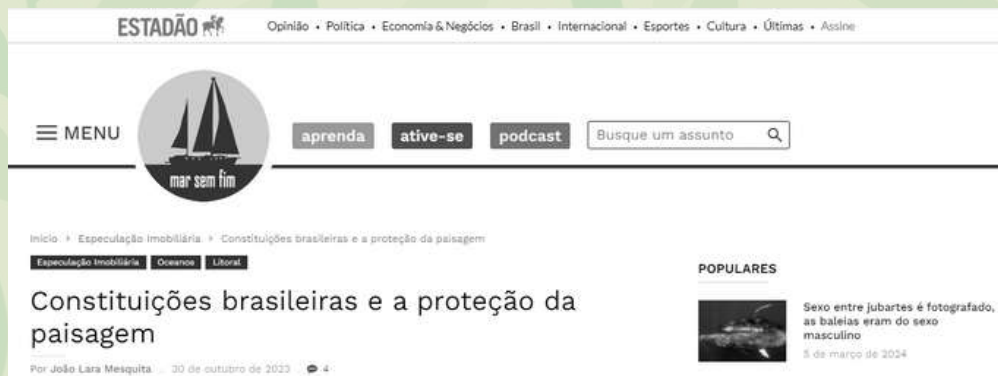 ESTADÃO
Opinião • Política • Economia & Negócios • Brasil • Internacional • Esportes • Cultura • Últimas • Assine
MENU
mar sem fim
aprenda
ative-se
podcast
Busque um assunto
Início › Especulação Imobiliária › Constituições brasileiras e a proteção da paisagem
Especulação Imobiliária Oceanos Litoral
Constituições brasileiras e a proteção da
paisagem
Por João Lara Mesquita . 30 de outubro de 2023 4
POPULARES
Sexo entre jubartes é fotografado,
as baleias eram do sexo
masculino
5 de março de 2024